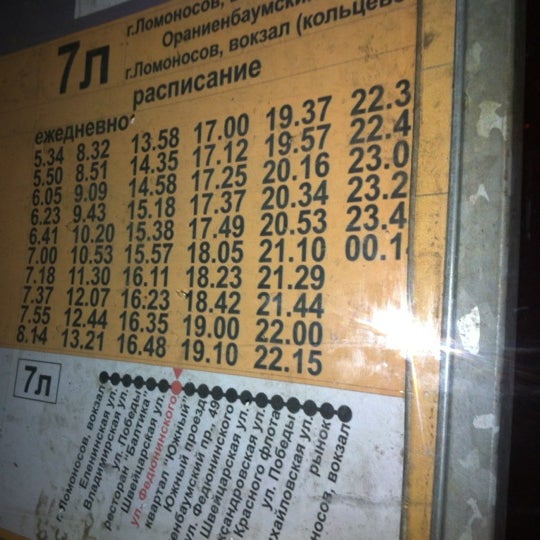 7л
г.Ломоносов,
Ораниенбаумский
г.Ломоносов, вокзал (кольцево
расписание
ежедневно:
5.34 8.32 13.58 17.00 19.37 22.3
5.50 8.51 14.35 17.12 19.57 22.4
6.05 9.09 14.58 17.25 20.16 23.0
6.23 9.43 15.18 17.37 20.34 23.2
6.41 10.20 15.38 17.49 20.53 23.4
7.00 10.53 15.57 18.05 21.10 00.1
7.18 11.30 16.11 18.23 21.29
7.37 12.07 16.23 18.42 21.44
7.55 12.44 16.35 19.00 22.00
8.14 13.21 16.48 19.10 22.15
7л
г. Ломоносов, вокзал
Еленинская ул.
Владимирская ул.
ул. Победы
ресторан "Балтика"
Швейцарская ул.
ул. Федюнинского
квартал "Южный"
Южный проезд
енбаумский пр., 49
ул. Федюнинского
Швейцарская ул.
ксандровская ул.
Красного флота
ул. Победы
хайловская ул.
рынок
носов, вокзал